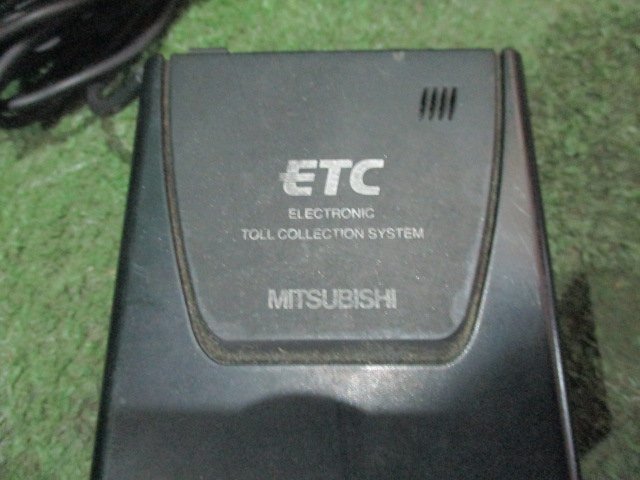 ETC
ELECTRONIC
TOLL COLLECTION SYSTEM
MITSUBISHI